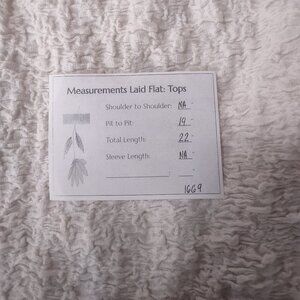 Measurements Laid Flat: Tops
Shoulder to Shoulder: NA "
Pit to Pit: 19 "
Total Length: 22 "
Sleeve Length: NA "
1669